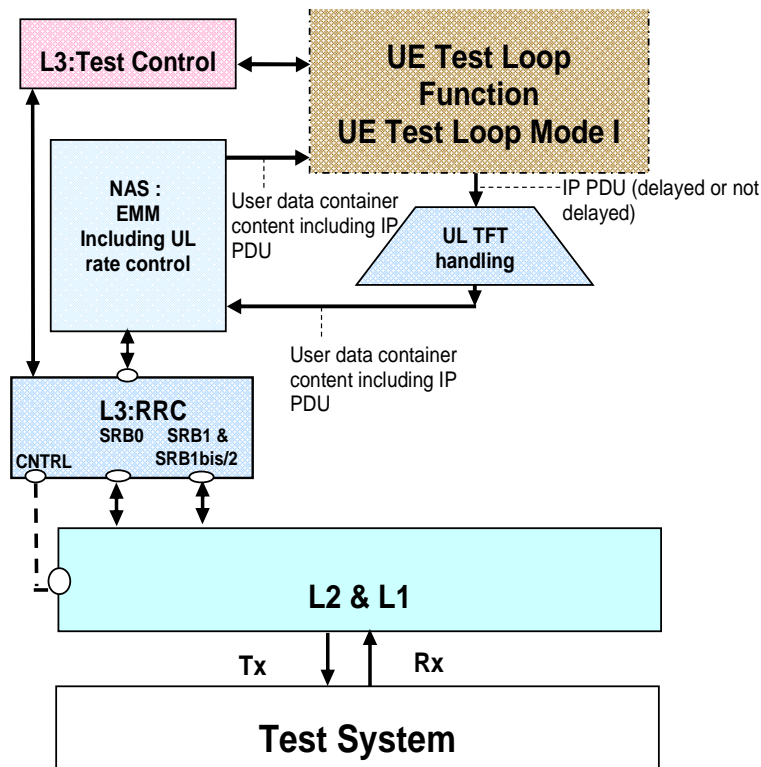 L3:Test Control
UE Test Loop
Function
UE Test Loop Mode I
NAS :
EMM
Including UL
rate control
User data container
content including IP
PDU
IP PDU (delayed or not
delayed)
UL TFT
handling
User data container
content including IP
PDU
L3:RRC
SRB0
SRB1 &
SRB1bis/2
CNTRL
L2 & L1
Tx
Rx
Test System